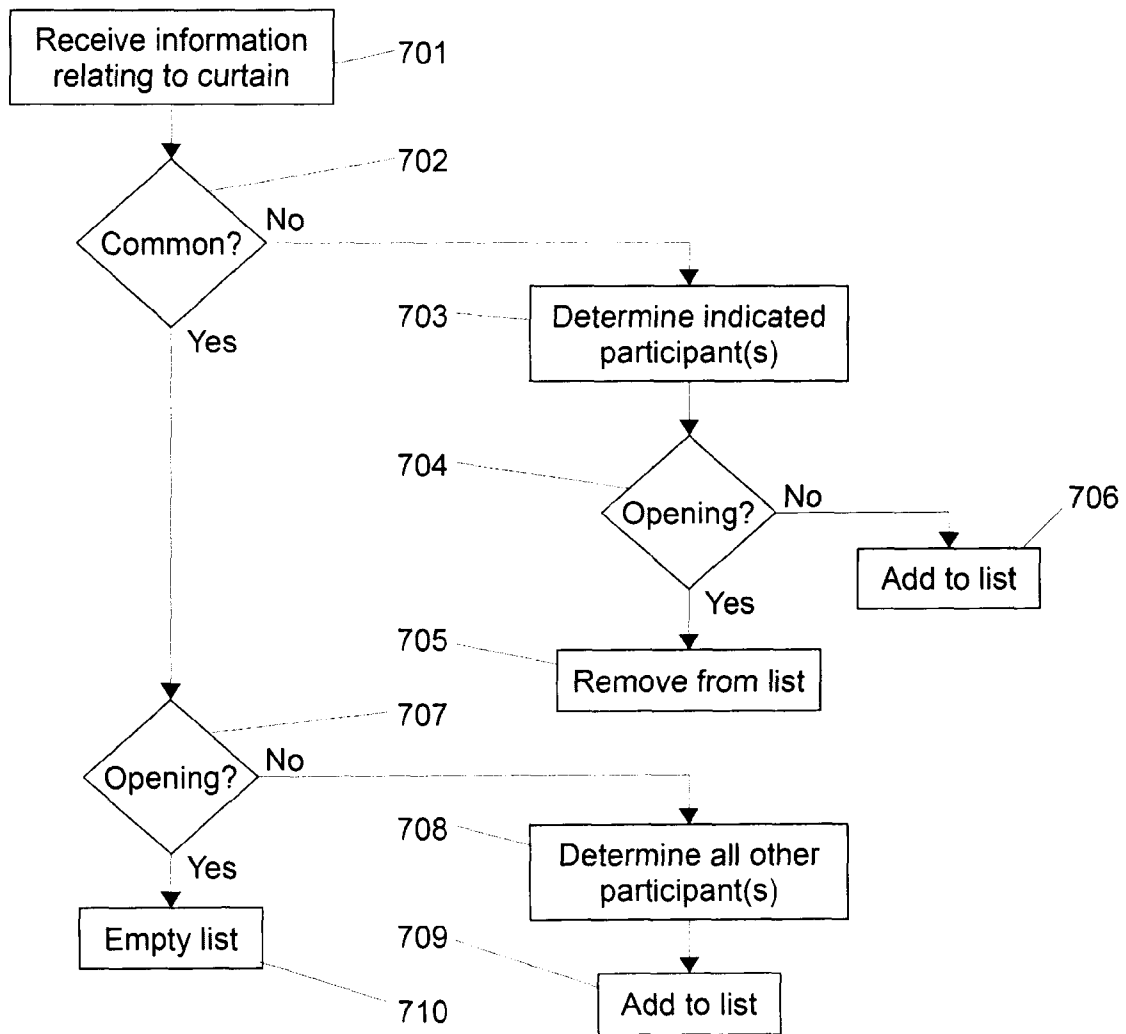 Receive information
relating to curtain
701
702
Common?
No
Yes
703
Determine indicated
participant(s)
704
Opening?
No
706
Add to list
Yes
705
Remove from list
707
Opening?
No
708
Determine all other
participant(s)
Yes
Empty list
710
709
Add to list